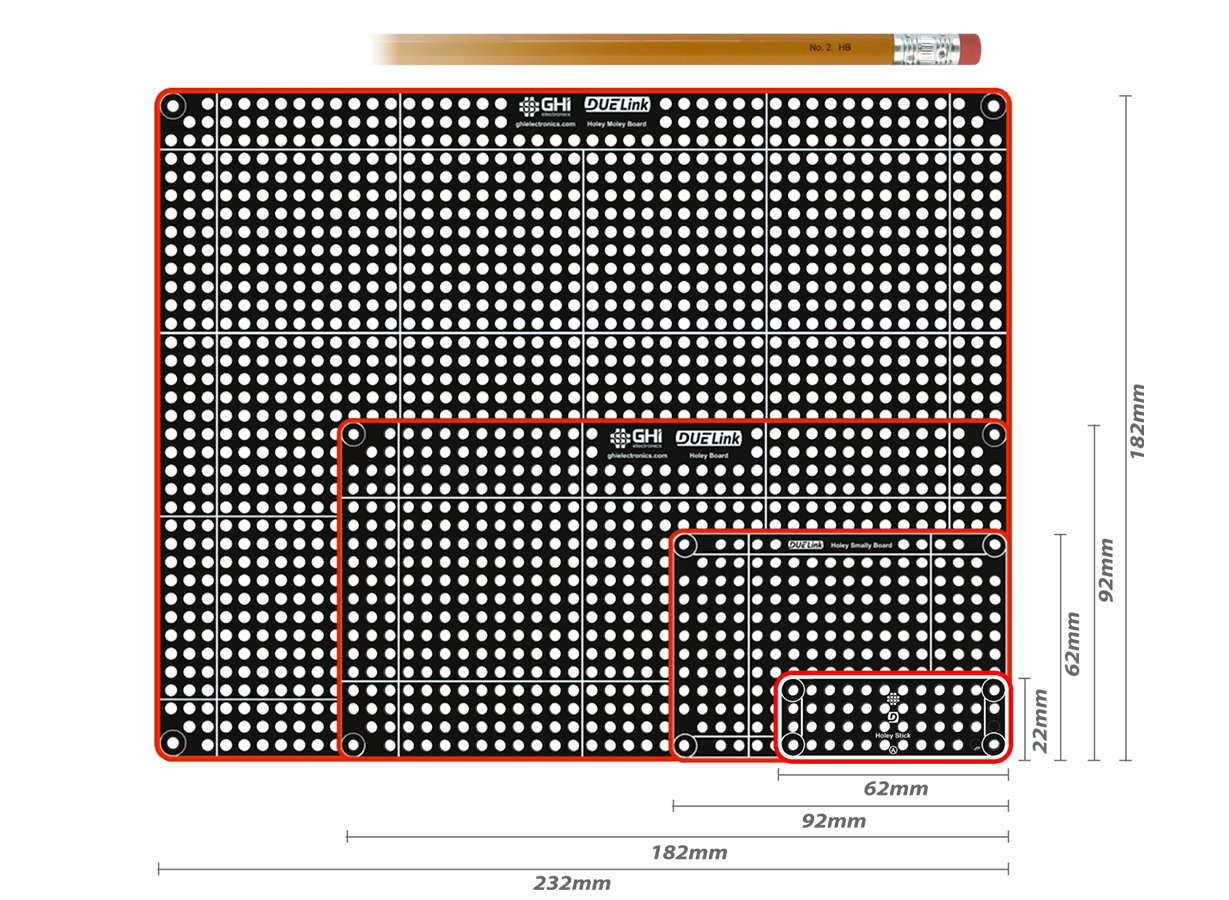 No. 2 HB
GHI electronics DUELink
ghielectronics.com Holey Moley Board
GHI electronics DUELink
ghielectronics.com Holey Board
DUELink Holey Smally Board
D
Holey Stick
A
182mm
92mm
62mm
22mm
62mm
92mm
182mm
232mm